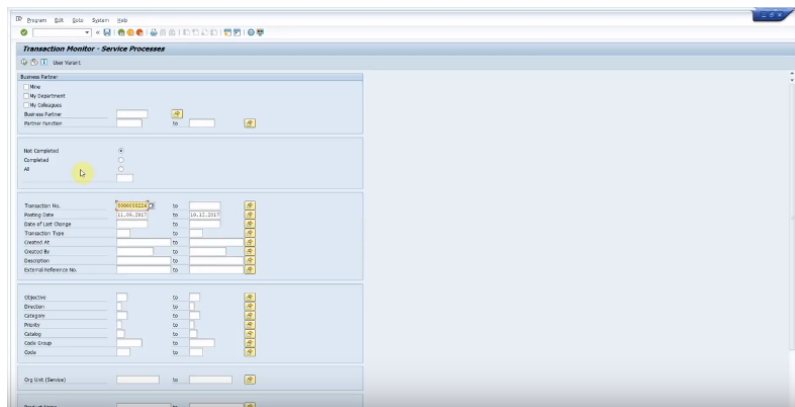 Program Edit Goto System Help
Transaction Monitor - Service Processes
User Variant
Business Partner
Mine
My Department
My Colleagues
Business Partner
Partner Function to
Not Completed
Completed
All
Transaction No. to
Posting Date to 10.12.2017
Date of Last Change to
Transaction Type to
Created At to
Created By to
Description to
External Reference No. to
Objective to
Direction to
Category to
Priority to
Catalog to
Code Group to
Code to
Org Unit (Service) to